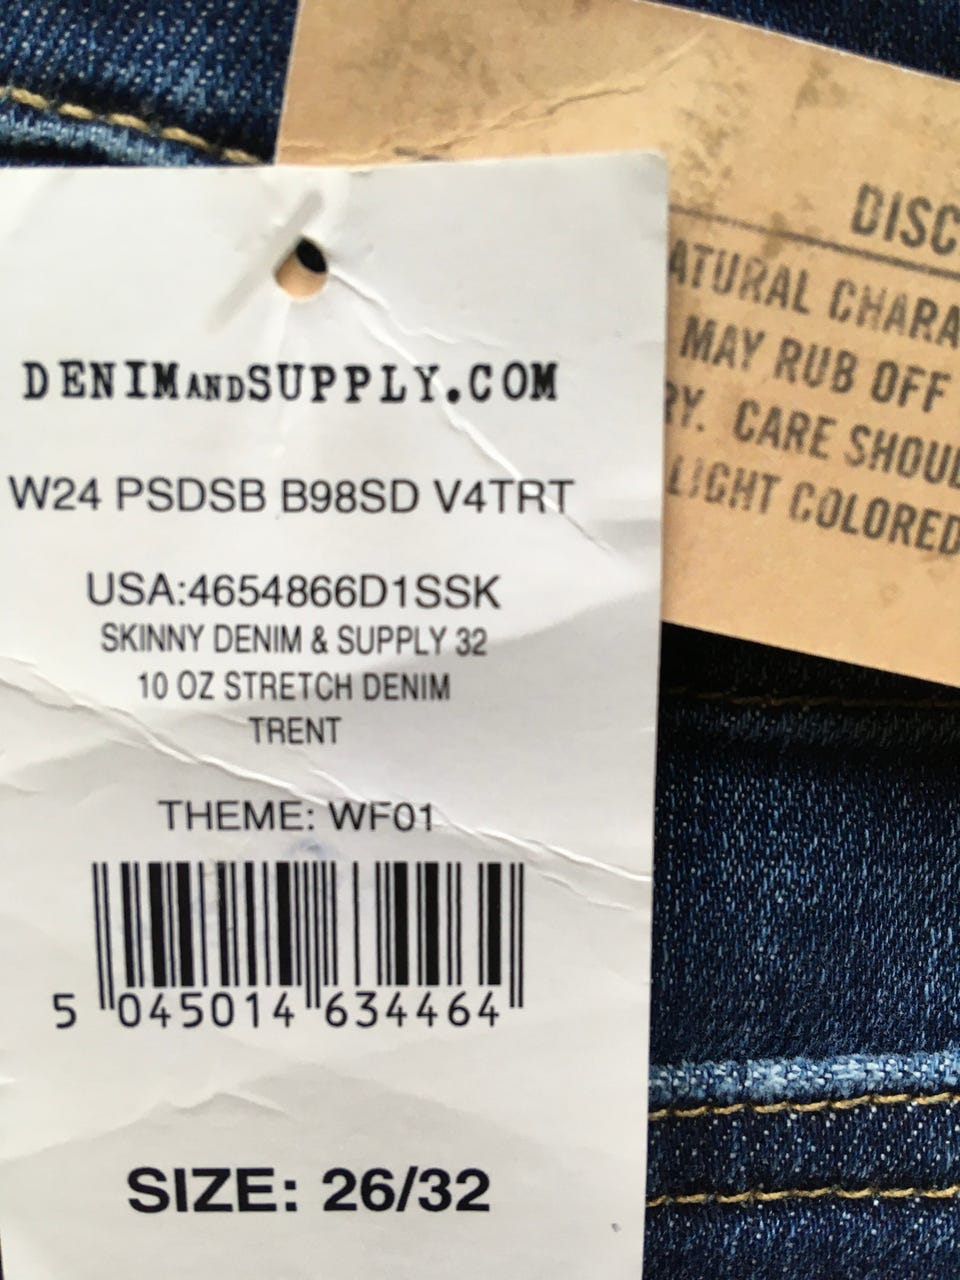 DENIMANDSUPPLY.COM
W24 PSDSB B98SD V4TRT
USA:4654866D1SSK
SKINNY DENIM & SUPPLY 32
10 OZ STRETCH DENIM
TRENT
THEME: WF01
5 045014 634464
SIZE: 26/32
DISC
ATURAL CHARA
MAY RUB OFF
RY. CARE SHOUL
LIGHT COLORED